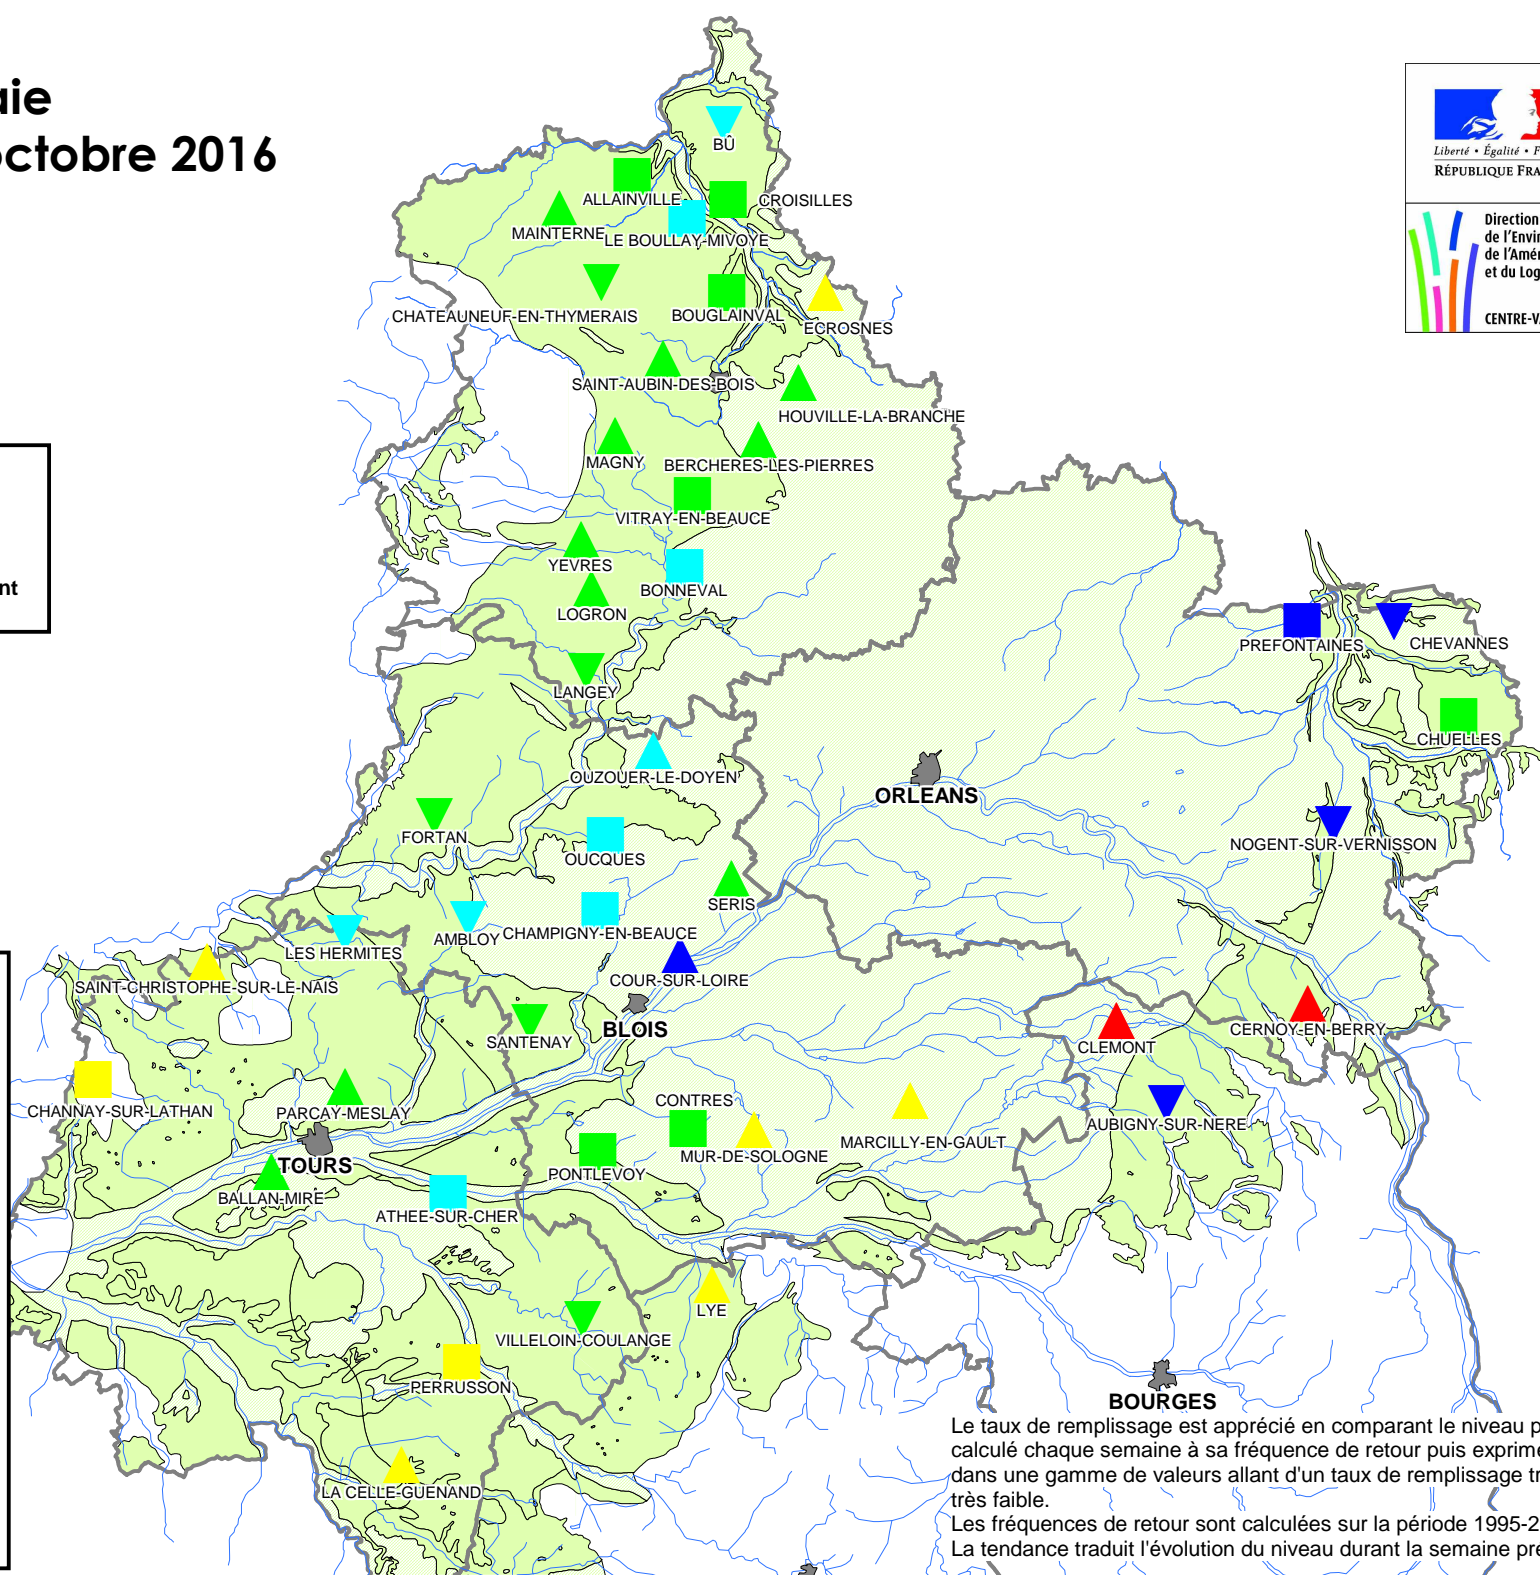 aie
octobre 2016
Liberté • Égalité • F
RÉPUBLIQUE FRA
Direction
de l'Envir
de l'Amén
et du Log
CENTRE-VA
nt
BÛ
ALLAINVILLE
CROISILLES
MAINTERNE
LE BOULLAY-MIVOYE
CHATEAUNEUF-EN-THYMERAIS
BOUGLAINVAL
ECROSNES
SAINT-AUBIN-DES-BOIS
HOUVILLE-LA-BRANCHE
MAGNY
BERCHERES-LES-PIERRES
VITRAY-EN-BEAUCE
YEVRES
BONNEVAL
LOGRON
PREFONTAINES
CHEVANNES
LANGEY
CHUELLES
OUZOUER-LE-DOYEN
ORLEANS
FORTAN
OUCQUES
NOGENT-SUR-VERNISSON
SERIS
AMBLOY
CHAMPIGNY-EN-BEAUCE
LES HERMITES
SAINT-CHRISTOPHE-SUR-LE-NAIS
COUR-SUR-LOIRE
BLOIS
CERNOY-EN-BERRY
SANTENAY
CLEMONT
CONTRES
CHANNAY-SUR-LATHAN
PARCAY-MESLAY
AUBIGNY-SUR-NERE
MARCILLY-EN-GAULT
MUR-DE-SOLOGNE
TOURS
PONTLEVOY
BALLAN-MIRE
ATHEE-SUR-CHER
LYE
VILLELOIN-COULANGE
PERRUSSON
BOURGES
LA CELLE-GUENAND
Le taux de remplissage est apprécié en comparant le niveau p
calculé chaque semaine à sa fréquence de retour puis exprimé
dans une gamme de valeurs allant d'un taux de remplissage tr
très faible.
Les fréquences de retour sont calculées sur la période 1995-2
La tendance traduit l'évolution du niveau durant la semaine pré